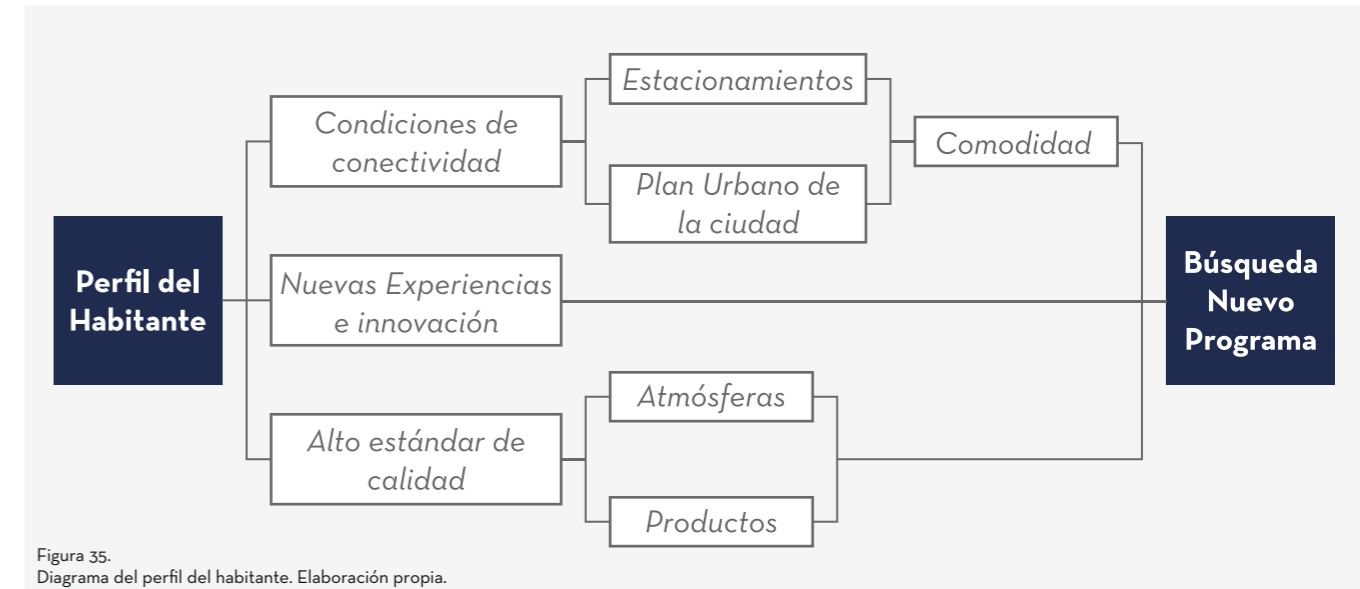 Perfil del
Habitante
Condiciones de
conectividad
Nuevas Experiencias
e innovación
Alto estándar de
calidad
Estacionamientos
Plan Urbano de
la ciudad
Atmósferas
Productos
Comodidad
Búsqueda
Nuevo
Programa
Figura 35.
Diagrama del perfil del habitante. Elaboración propia.